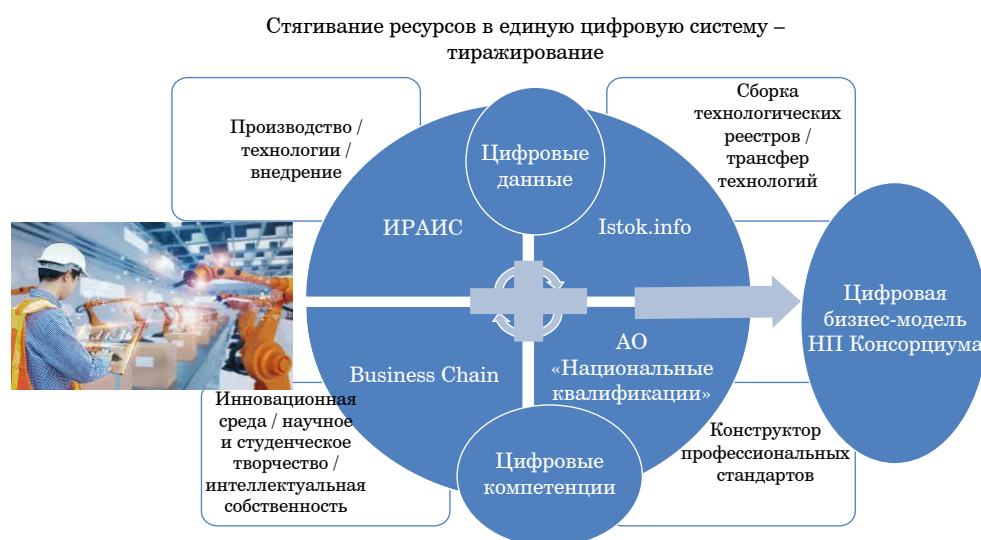 Стягивание ресурсов в единую цифровую систему –
тиражирование
Производство /
технологии /
внедрение
Цифровые
данные
Сборка
технологических
реестров /
трансфер
технологий
ИРАИС
Istok.info
Цифровая
бизнес-модель
НП Консорциума
Business Chain
АО
«Национальные
квалификации»
Инновационная
среда / научное
и студенческое
творчество /
интеллектуальная
собственность
Цифровые
компетенции
Конструктор
профессиональных
стандартов